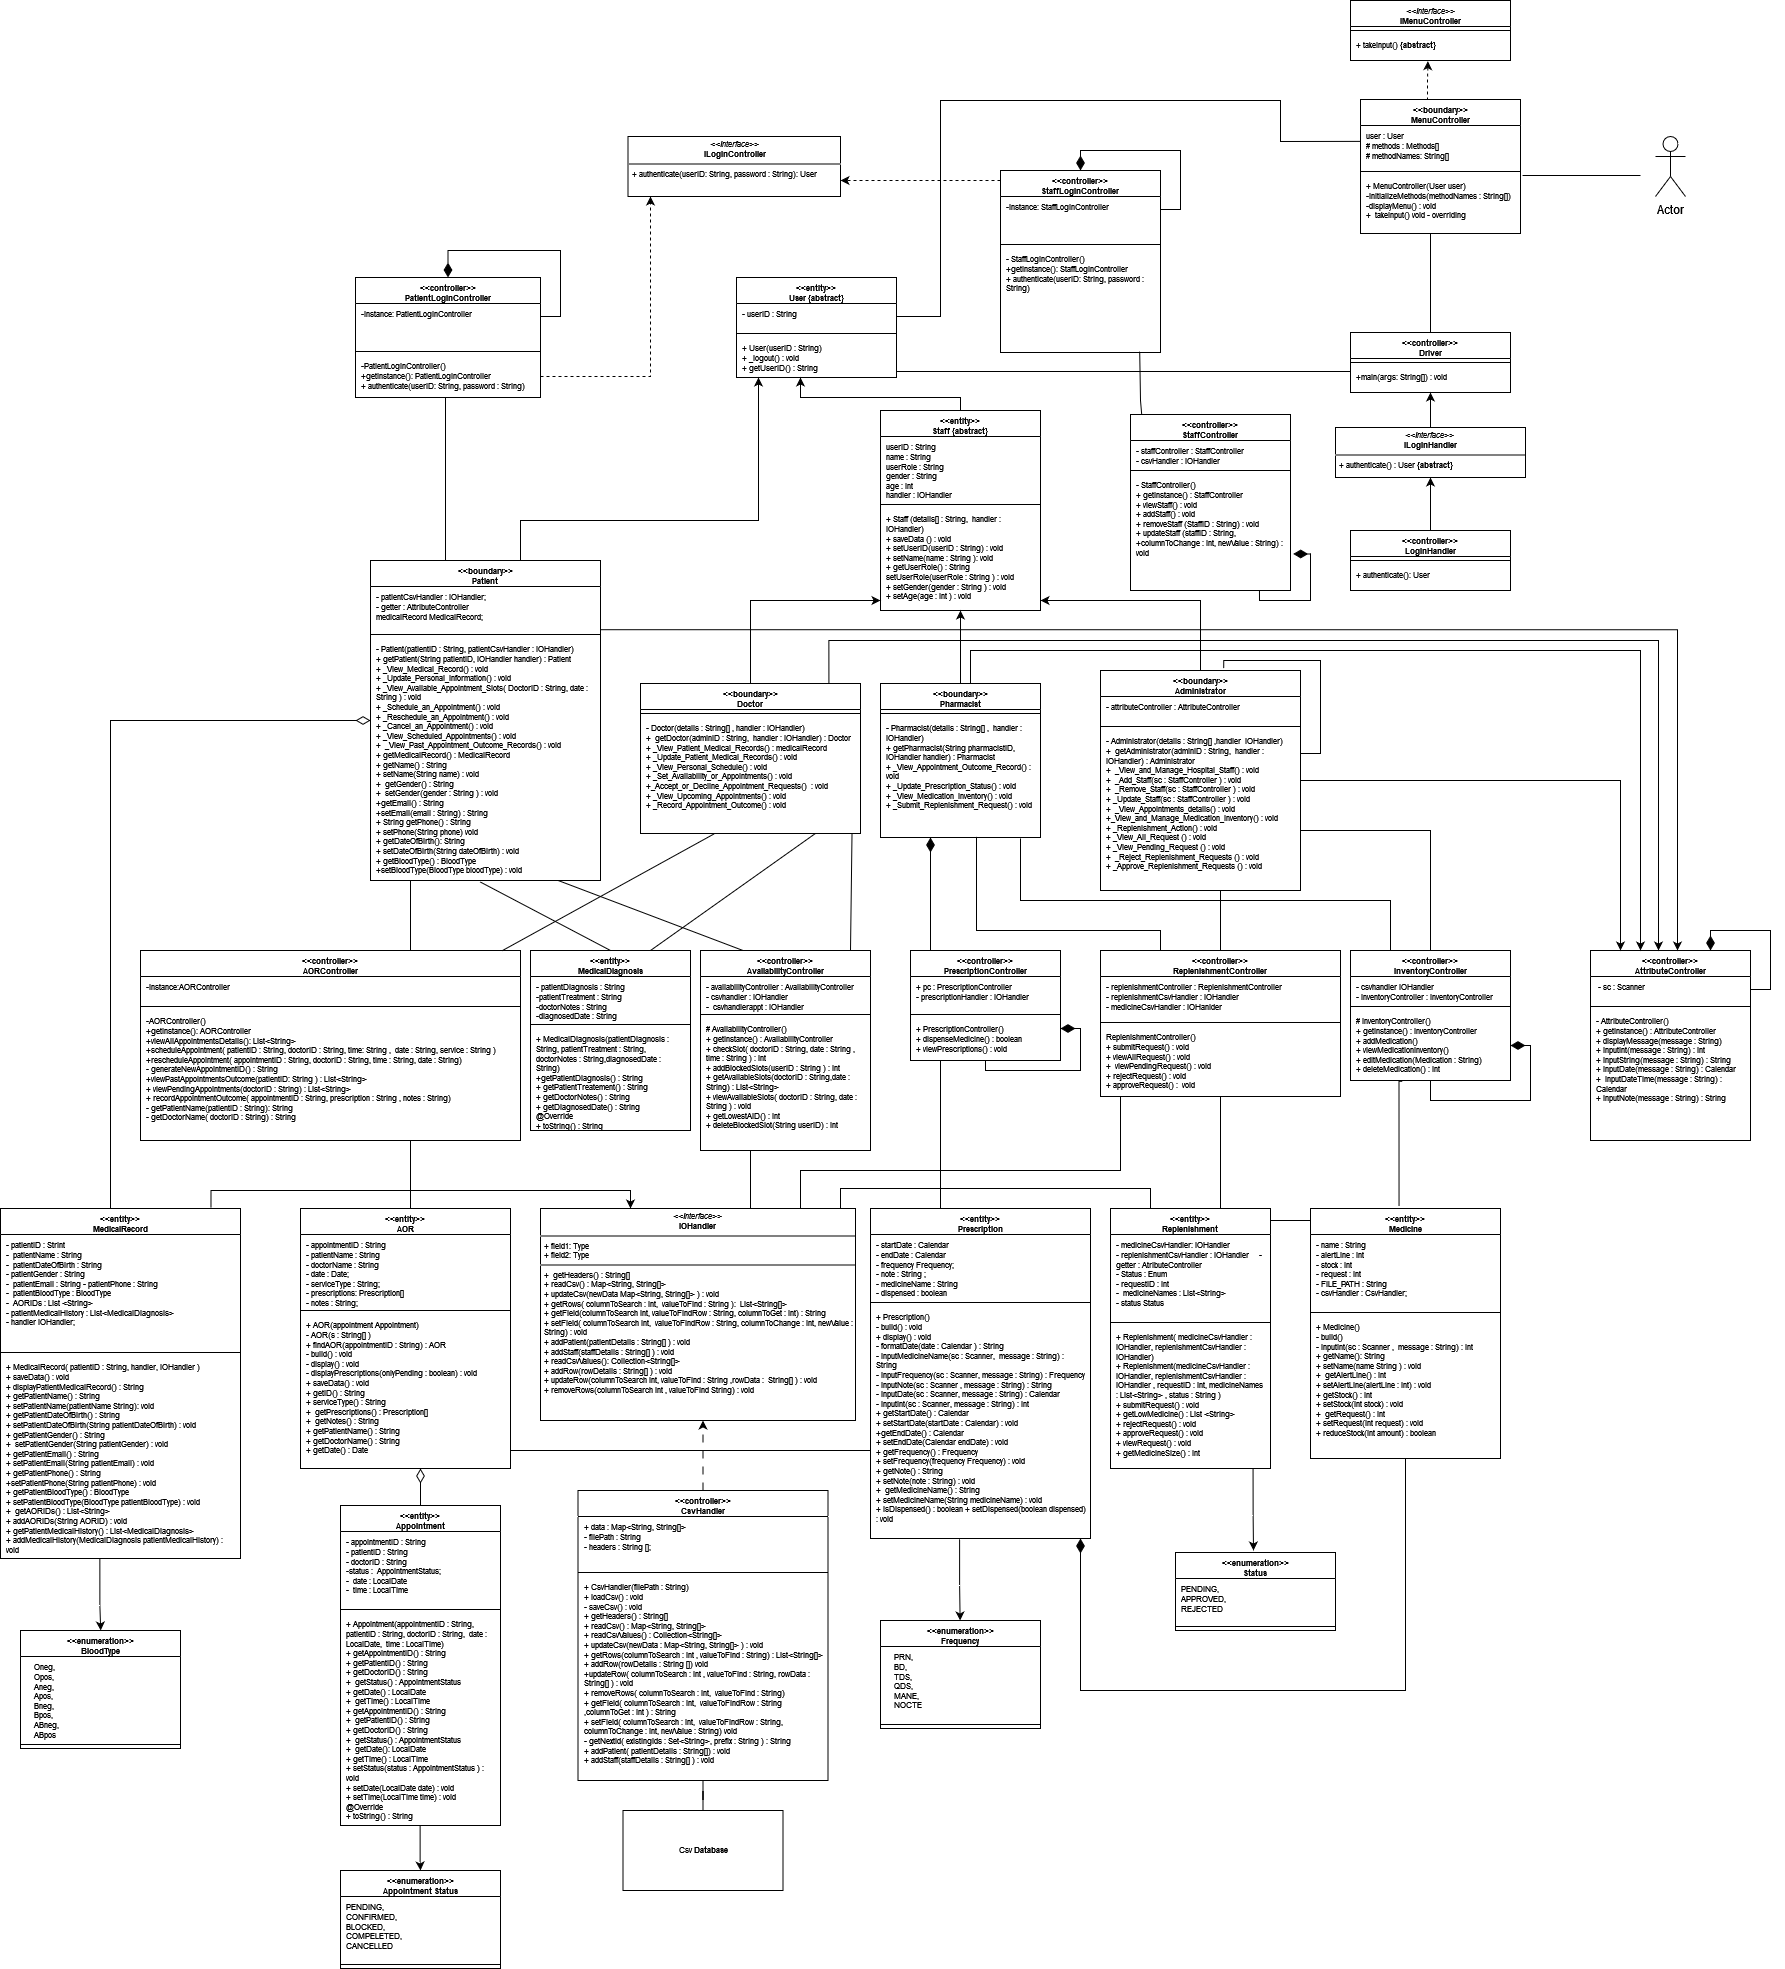 <<Interface>>
IMenuController
+ takeInput() {abstract}
<<boundary>>
MenuController
user : User
# methods : Methods[]
# methodNames: String[]
+ MenuController(User user)
-initializeMethods(methodNames : String[])
-displayMenu() : void
+ takeInput() void - overriding
Actor
<<Interface>>
ILoginController
+ authenticate(userID: String, password : String): User
<<controller>>
StaffLoginController
-instance: StaffLoginController
- StaffLoginController()
+getInstance(): StaffLoginController
+ authenticate(userID: String, password :
String)
<<controller>>
PatientLoginController
-instance: PatientLoginController
-PatientLoginController()
+getInstance(): PatientLoginController
+ authenticate(userID: String, password : String)
<<entity>>
User {abstract}
- userID : String
+ User(userID : String)
+ _logout() : void
+ getUserID() : String
<<controller>>
Driver
+main(args: String[]) : void
<<Interface>>
ILoginHandler
+ authenticate() : User {abstract}
<<controller>>
LoginHandler
+ authenticate(): User
<<entity>>
Staff {abstract}
userID : String
name : String
userRole : String
gender : String
age : int
handler : IOHandler
+ Staff (details[] : String, handler :
IOHandler)
+ saveData () : void
+ setUserID(userID : String) : void
+ setName(name : String ): void
+ getUserRole() : String
setUserRole(userRole : String ) : void
+ setGender(gender : String ) : void
+ setAge(age : int ) : void
<<controller>>
StaffController
- staffController : StaffController
- csvHandler : IOHandler
- StaffController()
+ getInstance() : StaffController
+ viewStaff() : void
+ addStaff() : void
+ removeStaff (StaffID : String) : void
+ updateStaff (staffID : String,
+columnToChange : int, newValue : String) :
void
<<boundary>>
Patient
- patientCsvHandler : IOHandler;
- getter : AttributeController
medicalRecord MedicalRecord;
- Patient(patientID : String, patientCsvHandler : IOHandler)
+ getPatient(String patientID, IOHandler handler) : Patient
+ _View_Medical_Record() : void
+ _Update_Personal_Information() : void
+ _View_Available_Appointment_Slots( DoctorID : String, date :
String ) : void
+ _Schedule_an_Appointment() : void
+ _Reschedule_an_Appointment() : void
+ _Cancel_an_Appointment() : void
+ _View_Scheduled_Appointments() : void
+ _View_Past_Appointment_Outcome_Records() : void
+ getMedicalRecord() : MedicalRecord
+ getName() : String
+ setName(String name) : void
+ getGender() : String
+ setGender(gender : String ) : void
+getEmail() : String
+setEmail(email : String) : String
+ String getPhone() : String
+ setPhone(String phone) void
+ getDateOfBirth(): String
+ setDateOfBirth(String dateOfBirth) : void
+ getBloodType() : BloodType
+setBloodType(BloodType bloodType) : void
<<boundary>>
Doctor
- Doctor(details : String[] , handler : IOHandler)
+ getDoctor(adminID : String, handler : IOHandler) : Doctor
+ _View_Patient_Medical_Records() : medicalRecord
+ _Update_Patient_Medical_Records() : void
+ _View_Personal_Schedule() : void
+ _Set_Availability_or_Appointments() : void
+ _Accept_or_Decline_Appointment_Requests() : void
+ _View_Upcoming_Appointments() : void
+ _Record_Appointment_Outcome() : void
<<boundary>>
Pharmacist
- Pharmacist(details : String[] , handler :
IOHandler)
+ getPharmacist(String pharmacistID,
IOHandler handler) : Pharmacist
+ _View_Appointment_Outcome_Record() :
void
+ _Update_Prescription_Status() : void
+ _View_Medication_Inventory() : void
+ _Submit_Replenishment_Request() : void
<<boundary>>
Administrator
- attributeController : AttributeController
- Administrator(details : String[] ,handler IOHandler)
+ getAdministrator(adminID : String, handler :
IOHandler) : Administrator
+ _View_and_Manage_Hospital_Staff() : void
+ _Add_Staff(sc : StaffController ) : void
+ _Remove_Staff(sc : StaffController ) : void
+ _Update_Staff(sc : StaffController ) : void
+ _View_Appointments_details() : void
+_View_and_Manage_Medication_Inventory() : void
+ _Replenishment_Action() : void
+ _View_All_Request () : void
+ _View_Pending_Request () : void
+ _Reject_Replenishment_Requests () : void
+ _Approve_Replenishment_Requests () : void
<<controller>>
AORController
-instance:AORController
-AORController()
+getInstance(): AORController
+viewAllAppointmentsDetails(): List<String>
+scheduleAppointment( patientID : String, doctorID : String, time: String , date : String, service : String )
+rescheduleAppointment( appointmentID : String, doctorID : String, time : String, date: String)
- generateNewAppointmentID() : String
+viewPastAppointmentsOutcome(patientID: String ) : List<String>
+ viewPendingAppointments(doctorID : String) : List<String>
+ recordAppointmentOutcome( appointmentID : String, prescription : String , notes : String)
- getPatientName(patientID : String): String
- getDoctorName( doctorID : String) : String
<<entity>>
MedicalDiagnosis
- patientDiagnosis : String
-patientTreatment : String
-doctorNotes : String
-diagnosedDate : String
+ MedicalDiagnosis(patientDiagnosis :
String, patientTreatment : String,
doctorNotes : String,diagnosedDate :
String)
+getPatientDiagnosis() : String
+ getPatientTreatement() : String
+ getDoctorNotes() : String
+ getDiagnosedDate() : String
@Override
+ toString() : String
<<controller>>
AvailabilityController
- availabilityController : AvailabilityController
- csvhandler : IOHandler
- csvhandlerappt : IOHandler
# AvailabilityController()
+ getInstance() : AvailabilityController
+ checkSlot( doctorID : String, date : String ,
time : String ) : int
+ addBlockedSlots(userID : String ) : int
+ getAvailableSlots(doctorID : String,date :
String) : List<String>
+ viewAvailableSlots( doctorID : String, date :
String ) : void
+ getLowestAID() : int
+ deleteBlockedSlot(String userID) : int
<<controller>>
PrescriptionController
+ pc : PrescriptionController
- prescriptionHandler : IOHandler
+ PrescriptionController()
+ dispenseMedicine() : boolean
+ viewPrescriptions() : void
<<controller>>
ReplenishmentController
- replenishmentController : ReplenishmentController
- replenishmentCsvHandler : IOHandler
- medicineCsvHandler : IOHandler
ReplenishmentController()
+ submitRequest() : void
+ viewAllRequest() : void
+ viewPendingRequest() : void
+ rejectRequest() : void
+ approveRequest() : void
<<controller>>
InventoryController
- csvhandler IOHandler
- inventoryController : InventoryController
# InventoryController()
+ getInstance() : InventoryController
+ addMedication()
+ viewMedicationInventory()
+ editMedication(Medication : String)
+ deleteMedication() : int
<<controller>>
AttributeController
- sc : Scanner
- AttributeController()
+ getInstance() : AttributeController
+ displayMessage(message : String)
+ inputInt(message : String) : int
+ inputString(message : String) : String
+ inputDate(message : String) : Calendar
+ inputDateTime(message : String) :
Calendar
+ inputNote(message : String) : String
<<entity>>
MedicalRecord
- patientID : Strint
- patientName : String
- patientDateOfBirth : String
- patientGender : String
- patientEmail : String - patientPhone : String
- patientBloodType : BloodType
- AORIDs : List <String>
- patientMedicalHistory : List<MedicalDiagnosis>
- handler IOHandler;
+ MedicalRecord( patientID : String, handler, IOHandler )
+ saveData() : void
+ displayPatientMedicalRecord() : String
+ getPatientName() : String
+ setPatientName(patientName String): void
+ getPatientDateOfBirth() : String
+ setPatientDateOfBirth(String patientDateOfBirth) : void
+ getPatientGender() : String
+ setPatientGender(String patientGender) : void
+ getPatientEmail() : String
+ setPatientEmail(String patientEmail) : void
+ getPatientPhone() : String
+setPatientPhone(String patientPhone) : void
+ getPatientBloodType() : BloodType
+ setPatientBloodType(BloodType patientBloodType) : void
+ getAORIDs() : List<String>
+ addAORIDs(String AORID) : void
+ getPatientMedicalHistory() : List<MedicalDiagnosis>
+ addMedicalHistory(MedicalDiagnosis patientMedicalHistory) :
void
<<entity>>
AOR
- appointmentID : String
- patientName : String
- doctorName : String
- date : Date;
- serviceType : String;
- prescriptions: Prescription[]
- notes : String;
+ AOR(appointment Appointment)
- AOR(s : String[] )
+ findAOR(appointmentID : String) : AOR
- build() : void
- display() : void
- displayPrescriptions(onlyPending : boolean) : void
+ saveData() : void
+ getID() : String
+ serviceType() : String
+ getPrescriptions() : Prescription[]
+ getNotes() : String
+ getPatientName() : String
+ getDoctorName() : String
+ getDate() : Date
<<Interface>>
IOHandler
+ field1: Type
+ field2: Type
+ getHeaders() : String[]
+ readCsv() : Map<String, String[]>
+ updateCsv(newData Map<String, String[]> ) : void
+ getRows( columnToSearch : int, valueToFind : String ): List<String[]>
+ getField(columnToSearch int, valueToFindRow : String, columnToGet : int) : String
+ setField( columnToSearch : int, valueToFindRow : String, columnToChange : int, newValue :
String) : void
+ addPatient(patientDetails : String[] ) : void
+ addStaff(staffDetails : String[] ) : void
+ readCsvValues(): Collection<String[]>
+ addRow(rowDetails : String[] ) : void
+ updateRow(columnToSearch : int, valueToFind : String ,rowData : String[] ) : void
+ removeRows(columnToSearch int , valueToFind String) : void
<<entity>>
Prescription
- startDate : Calendar
- endDate : Calendar
- frequency Frequency;
- note : String ;
- medicineName : String
- dispensed : boolean
+ Prescription()
- build() : void
+ display() : void
- formatDate(date : Calendar ) : String
- inputMedicineName(sc : Scanner, message : String) :
String
- inputFrequency(sc : Scanner, message : String) : Frequency
- inputNote(sc : Scanner , message : String) : String
- inputDate(sc : Scanner, message : String) : Calendar
- inputInt(sc : Scanner, message : String) : int
+ getStartDate() : Calendar
+ setStartDate(startDate : Calendar) : void
+getEndDate() : Calendar
+ setEndDate(Calendar endDate) : void
+ getFrequency() : Frequency
+ setFrequency(frequency Frequency) : void
+ getNote() : String
+ setNote(note : String) : void
+ getMedicineName() : String
+ setMedicineName(String medicineName) : void
+ isDispensed() : boolean + setDispensed(boolean dispensed)
: void
<<entity>>
Replenishment
- medicineCsvHandler: IOHandler
- replenishmentCsvHandler : IOHandler -
getter : AtributeController
- Status : Enum
- requestID : int
- medicineNames : List<String>
- status Status
+ Replenishment( medicineCsvHandler :
IOHandler, replenishmentCsvHandler :
IOHandler)
+ Replenishment(medicineCsvHandler :
IOHandler, replenishmentCsvHandler :
IOHandler , requestID : int, medicineNames
: List<String> , status : String )
+ submitRequest() : void
+ getLowMedicine() : List <String>
+ rejectRequest() : void
+ approveRequest() : void
+ viewRequest() : void
+ getMedicineSize() : int
<<entity>>
Medicine
- name : String
- alertLine : int
- stock : int
- request : int
- FILE_PATH : String
- csvHandler : CsvHandler;
+ Medicine()
- build()
- inputInt(sc : Scanner , message : String) : int
+ getName(): String
+ setName(name String ) : void
+ getAlertLine() : int
+ setAlertLine(alertLine : int) : void
+ getStock() : int
+ setStock(int stock) : void
+ getRequest() : int
+ setRequest(int request) : void
+ reduceStock(int amount) : boolean
<<enumeration>>
BloodType
Oneg,
Opos,
Aneg,
Apos,
Bneg,
Bpos,
ABneg,
ABpos
<<entity>>
Appointment
- appointmentID : String
- patientID : String
- doctorID : String
-status : AppointmentStatus;
- date : LocalDate
- time : LocalTime
+ Appointment(appointmentID : String,
patientID : String, doctorID : String, date :
LocalDate, time : LocalTime)
+ getAppointmentID() : String
+ getPatientID() : String
+ getDoctorID() : String
+ getStatus() : AppointmentStatus
+ getDate() : LocalDate
+ getTime() : LocalTime
+ getAppointmentID() : String
+ getPatientID() : String
+ getDoctorID() : String
+ getStatus() : AppointmentStatus
+ getDate(): LocalDate
+ getTime() : LocalTime
+ setStatus(status : AppointmentStatus ) :
void
+ setDate(LocalDate date) : void
+ setTime(LocalTime time) : void
@Override
+ toString() : String
<<controller>>
CsvHandler
+ data : Map<String, String[]>
- filePath : String
- headers : String [];
+ CsvHandler(filePath : String)
+ loadCsv() : void
- saveCsv() : void
+ getHeaders() : String[]
+ readCsv() : Map<String, String[]>
+ readCsvValues() : Collection<String[]>
+ updateCsv(newData : Map<String, String[]> ) : void
+ getRows(columnToSearch : int , valueToFind : String) : List<String[]>
+ addRow(rowDetails : String []) void
+updateRow( columnToSearch : int , valueToFind : String, rowData :
String[] ) : void
+ removeRows( columnToSearch : int, valueToFind : String)
+ getField( columnToSearch : int, valueToFindRow : String
,columnToGet : int ) : String
+ setField( columnToSearch : int, valueToFindRow : String,
columnToChange : int, newValue : String) void
- getNextId( existingIds : Set<String>, prefix : String ) : String
+ addPatient( patientDetails : String[]) : void
+ addStaff(staffDetails : String[] ) : void
<<enumeration>>
Status
PENDING,
APPROVED,
REJECTED
<<enumeration>>
Frequency
PRN,
BD,
TDS,
QDS,
MANE,
NOCTE
Csv Database
<<enumeration>>
Appointment Status
PENDING,
CONFIRMED,
BLOCKED,
COMPELETED,
CANCELLED